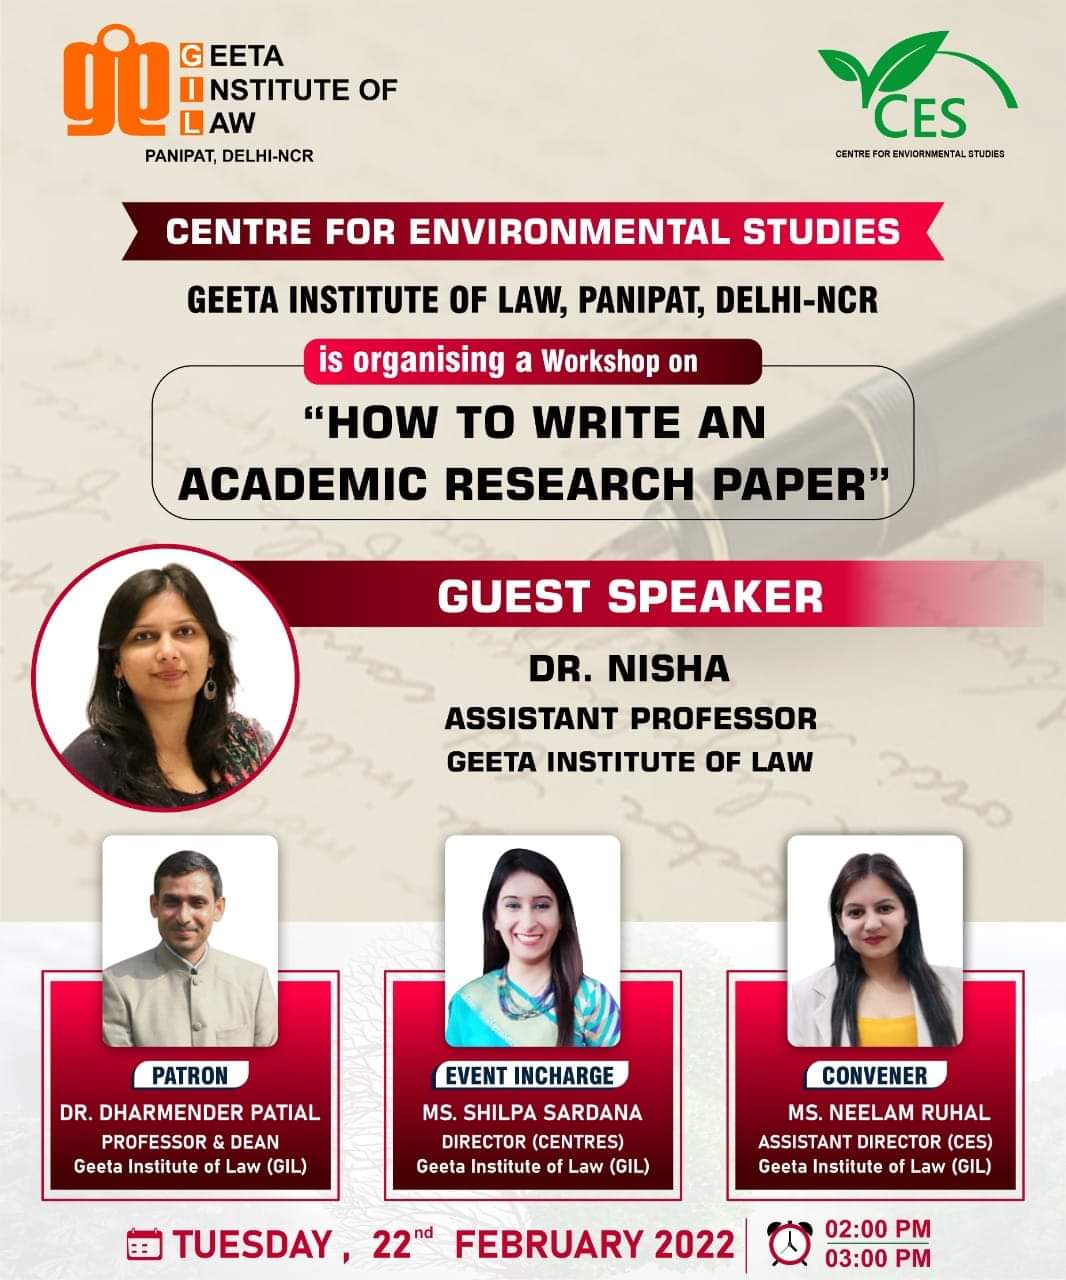 GEETA
INSTITUTE OF
LAW
PANIPAT, DELHI-NCR
CES
CENTRE FOR ENVIORNMENTAL STUDIES
CENTRE FOR ENVIRONMENTAL STUDIES
GEETA INSTITUTE OF LAW, PANIPAT, DELHI-NCR
is organising a Workshop on
“HOW TO WRITE AN
ACADEMIC RESEARCH PAPER”
GUEST SPEAKER
DR. NISHA
ASSISTANT PROFESSOR
GEETA INSTITUTE OF LAW
PATRON
DR. DHARMENDER PATIAL
PROFESSOR & DEAN
Geeta Institute of Law (GIL)
EVENT INCHARGE
MS. SHILPA SARDANA
DIRECTOR (CENTRES)
Geeta Institute of Law (GIL)
CONVENER
MS. NEELAM RUHAL
ASSISTANT DIRECTOR (CES)
Geeta Institute of Law (GIL)
TUESDAY , 22nd FEBRUARY 2022
02:00 PM
03:00 PM